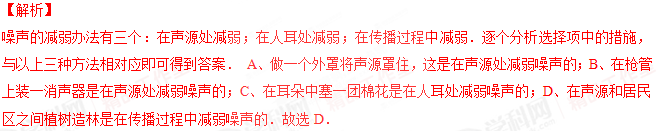 【解析】
噪声的减弱办法有三个：在声源处减弱；在人耳处减弱；在传播过程中减弱．逐个分析选择项中的措施，
与以上三种方法相对应即可得到答案． A、做一个外罩将声源罩住，这是在声源处减弱噪声的；B、在枪管
上装一消声器是在声源处减弱噪声的；C、在耳朵中塞一团棉花是在人耳处减弱噪声的；D、在声源和居民
区之间植树造林是在传播过程中减弱噪声的．故选 D．